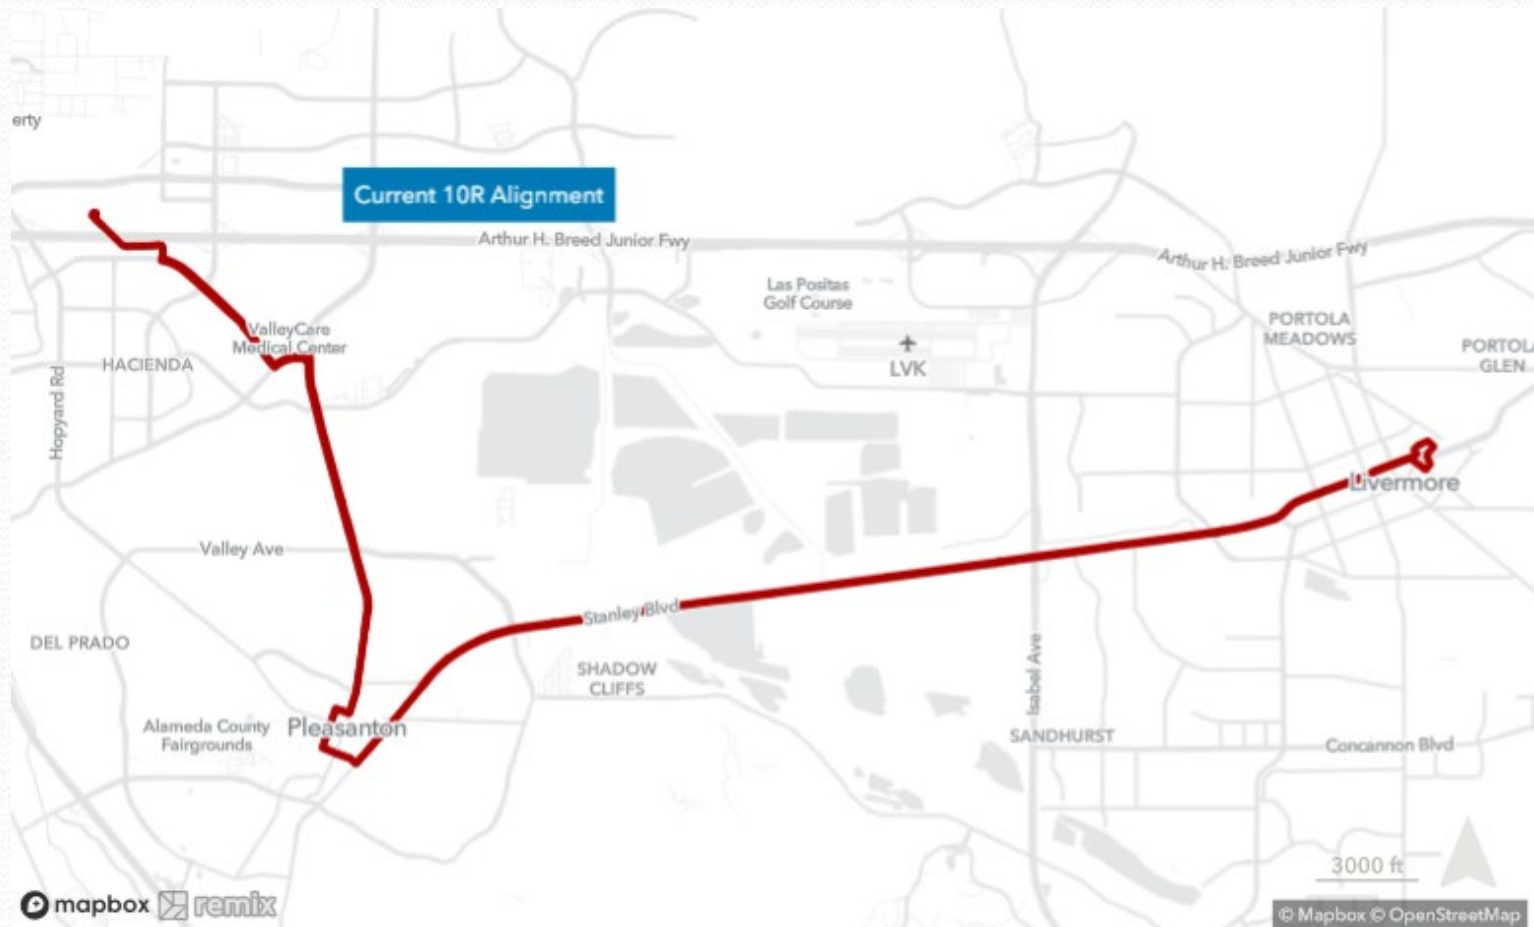 erty
Current 10R Alignment
Arthur H. Breed Junior Fwy
Arthur H. Breed Junior Fwy
Las Positas
Golf Course
ValleyCare
Medical Center
PORTOLA
MEADOWS
HACIENDA
LVK
PORTOLA
GLEN
Hopyard Rd
Livermore
Valley Ave
Stanley Blvd
DEL PRADO
SHADOW
CLIFFS
Isabel Ave
Alameda County
Fairgrounds
Pleasanton
SANDHURST
Concannon Blvd
3000 ft
mapbox remix
© Mapbox © OpenStreetMap